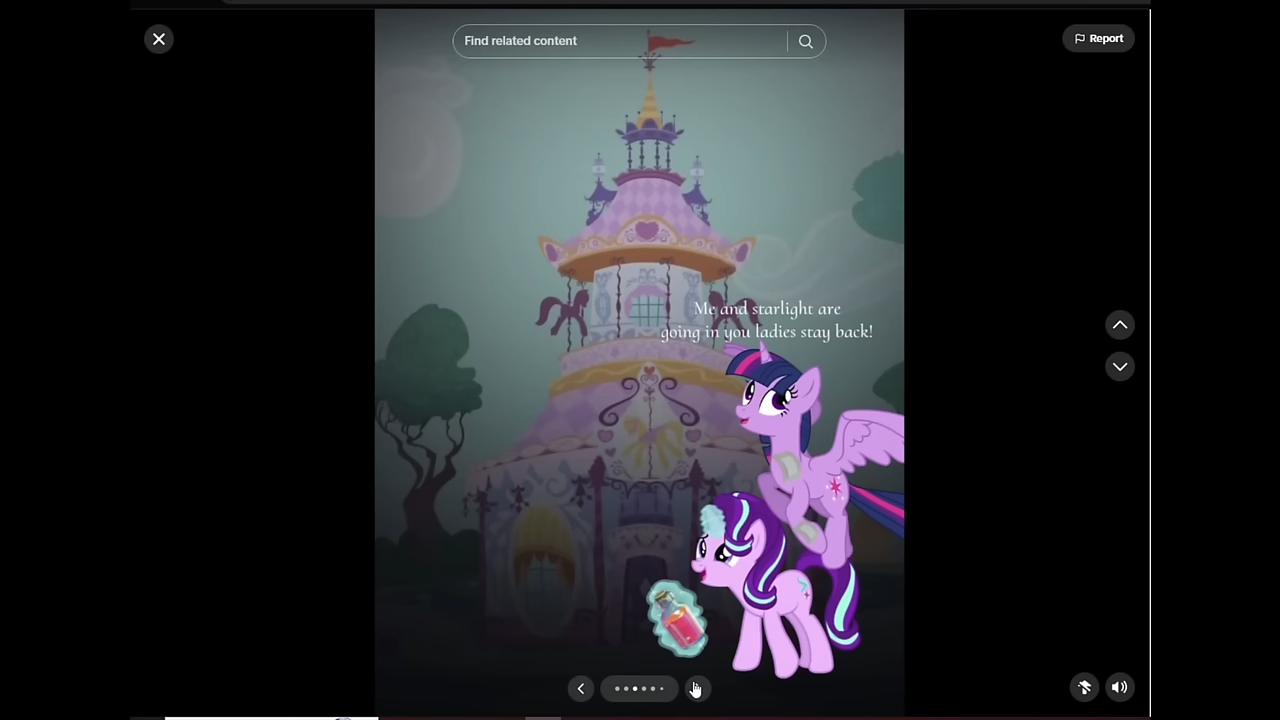 Find related content
Report
Me and starlight are
going in you ladies stay back!